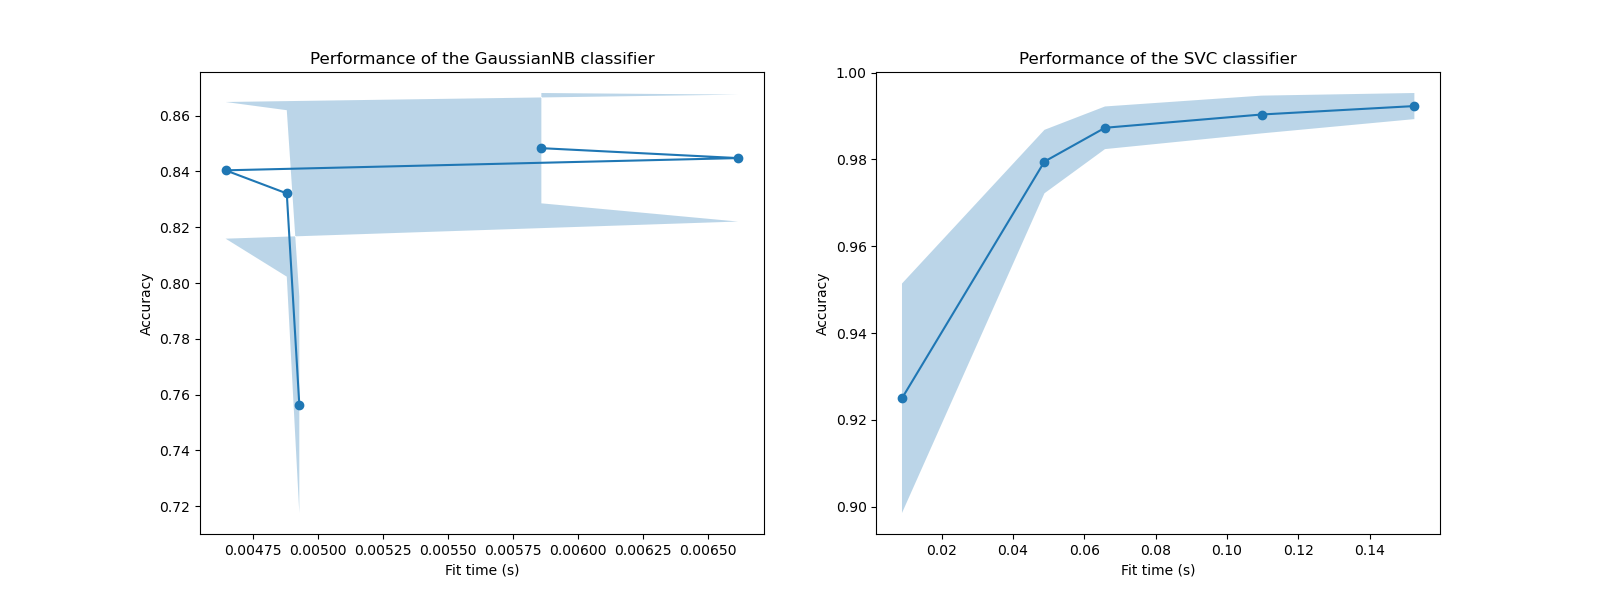 Performance of the GaussianNB classifier
0.86
0.84
0.82
0.80
0.78
0.76
0.74
0.72
Accuracy
0.00475 0.00500 0.00525 0.00550 0.00575 0.00600 0.00625 0.00650
Fit time (s)
Performance of the SVC classifier
1.00
0.98
0.96
0.94
0.92
0.90
Accuracy
0.02 0.04 0.06 0.08 0.10 0.12 0.14
Fit time (s)